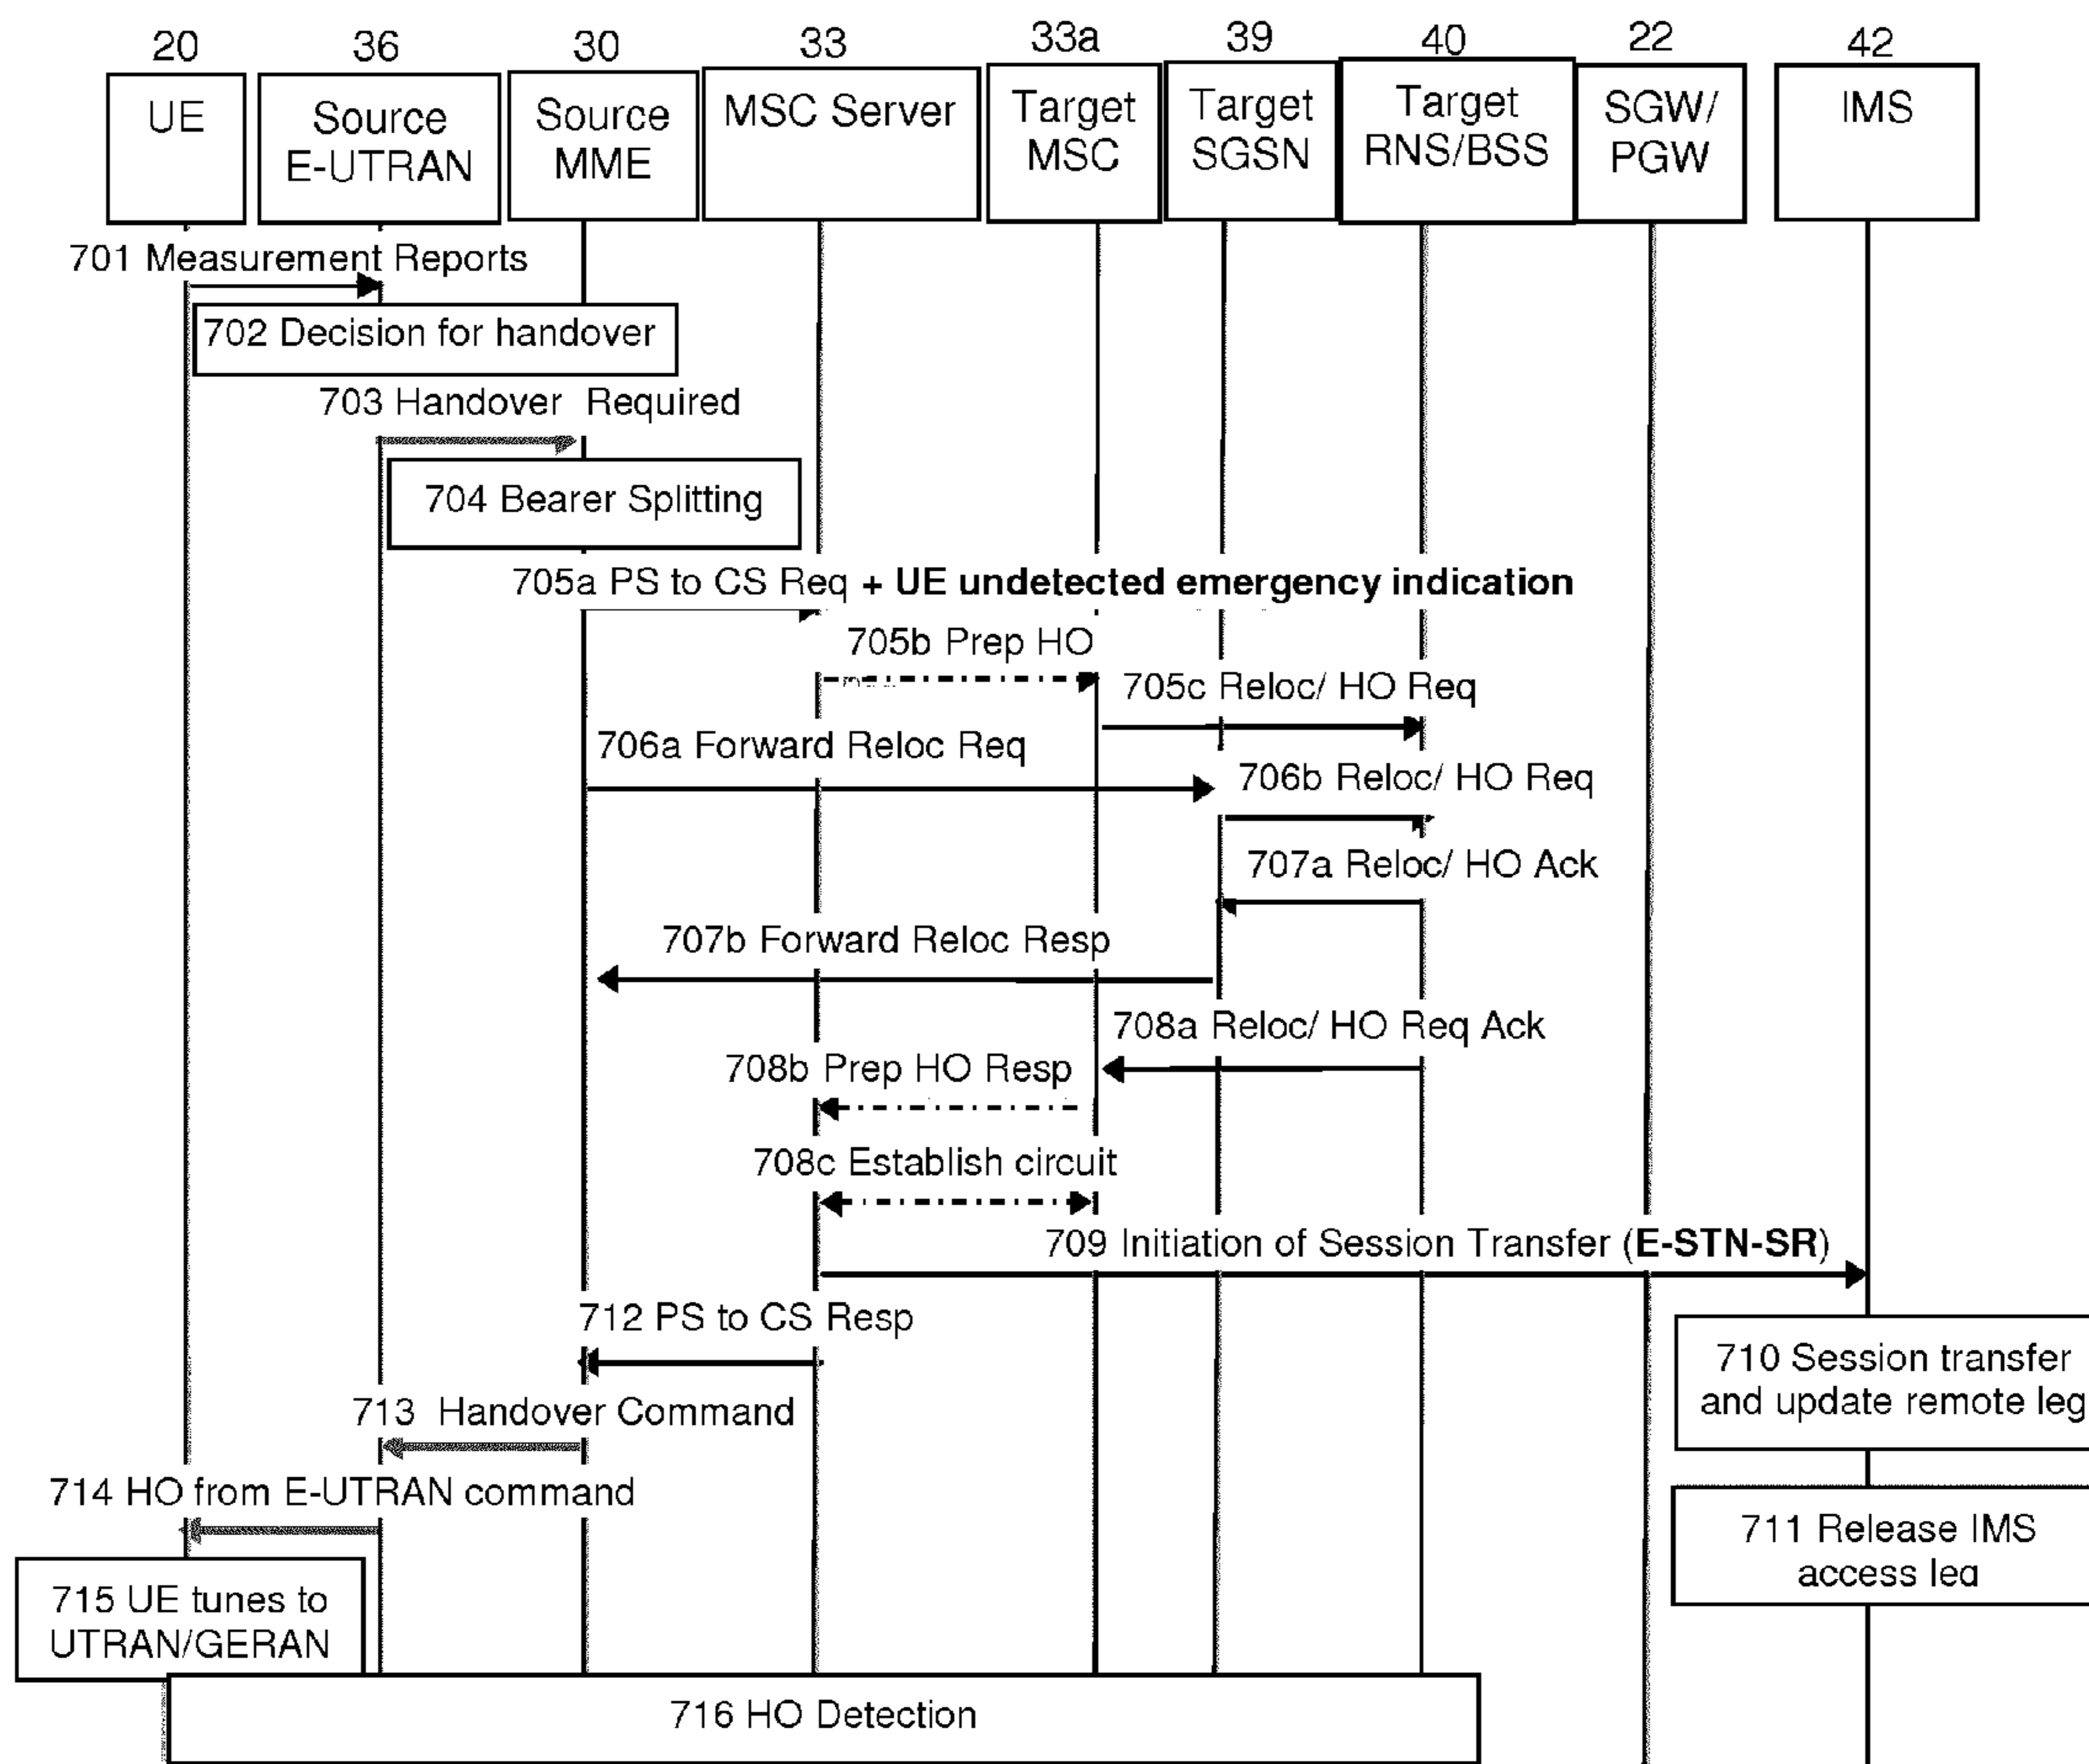 20 36 30 33 33a 39 40 22 42
UE
Source
E-UTRAN
Source
MME
MSC Server
Target
MSC
Target
SGSN
Target
RNS/BSS
SGW/
PGW
IMS
701 Measurement Reports
702 Decision for handover
703 Handover Required
704 Bearer Splitting
705a PS to CS Req + UE undetected emergency indication
705b Prep HO
705c Reloc/ HO Req
706a Forward Reloc Req
706b Reloc/ HO Req
707a Reloc/ HO Ack
707b Forward Reloc Resp
708a Reloc/ HO Req Ack
708b Prep HO Resp
708c Establish circuit
709 Initiation of Session Transfer (E-STN-SR)
712 PS to CS Resp
710 Session transfer
and update remote leg
713 Handover Command
714 HO from E-UTRAN command
711 Release IMS
access leg
715 UE tunes to
UTRAN/GERAN
716 HO Detection